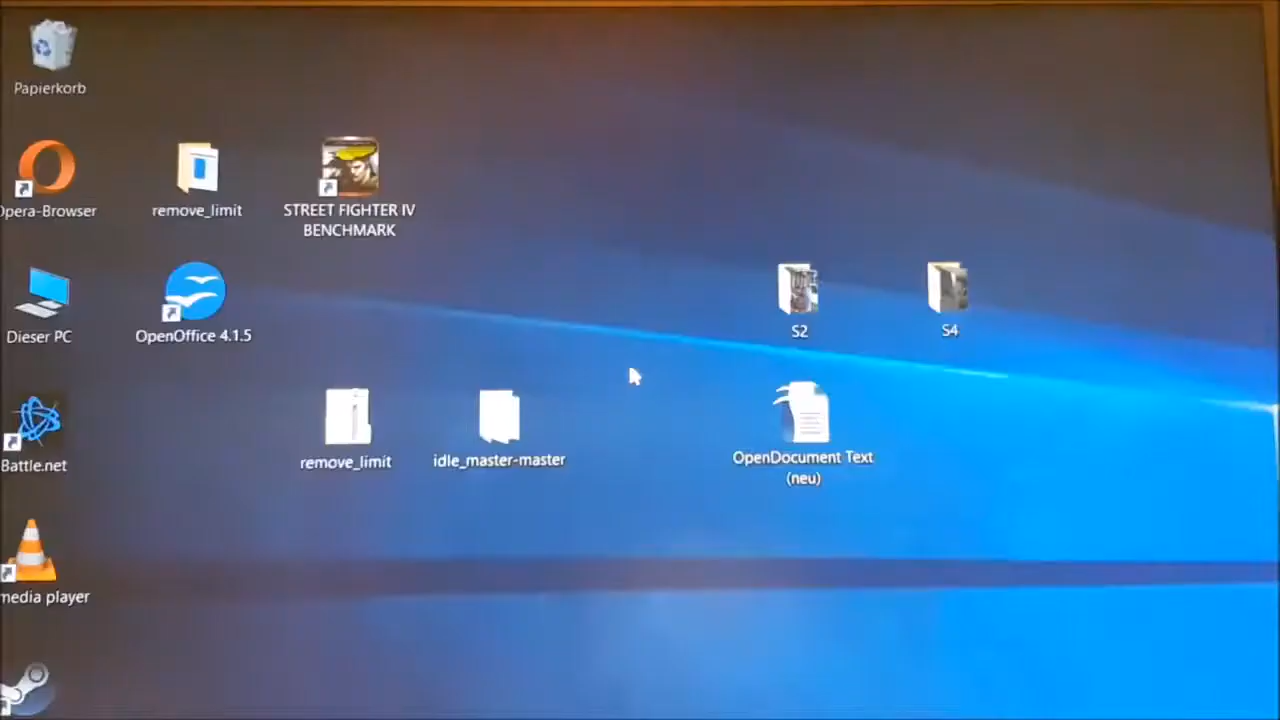 Papierkorb
Opera-Browser
remove_limit
STREET FIGHTER IV
BENCHMARK
Dieser PC
OpenOffice 4.1.5
S2
S4
Battle.net
remove_limit
idle_master-master
OpenDocument Text
(neu)
media player